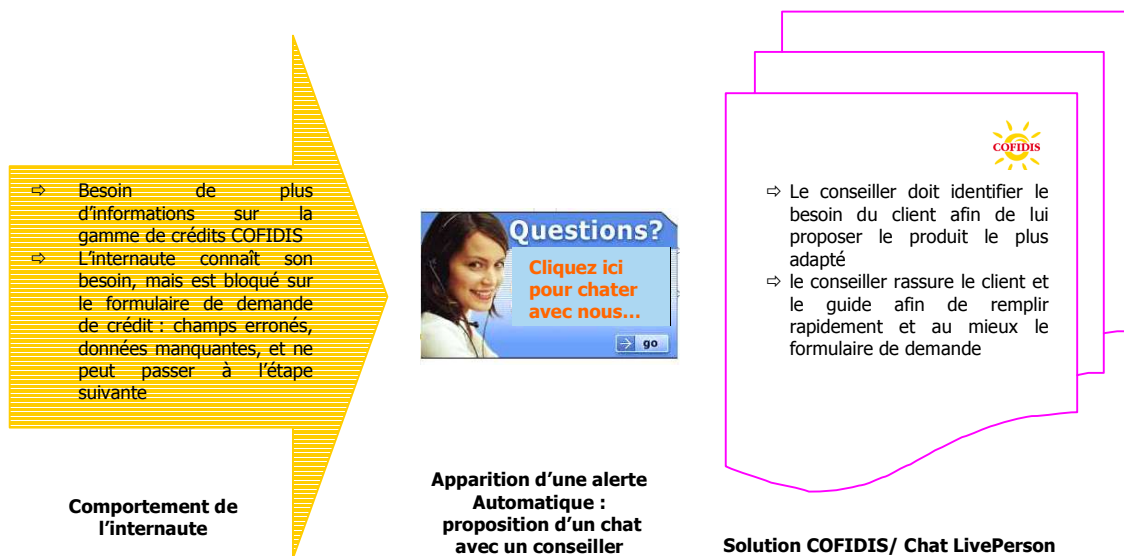 ⇨ Besoin de plus
d'informations sur la
gamme de crédits COFIDIS
⇨ L'internaute connaît son
besoin, mais est bloqué sur
le formulaire de demande
de crédit : champs erronés,
données manquantes, et ne
peut passer à l'étape
suivante
Comportement de
l'internaute
Questions?
Cliquez ici
pour chater
avec nous...
go
Apparition d'une alerte
Automatique :
proposition d'un chat
avec un conseiller
COFIDIS
⇨ Le conseiller doit identifier le
besoin du client afin de lui
proposer le produit le plus
adapté
⇨ le conseiller rassure le client et
le guide afin de remplir
rapidement et au mieux le
formulaire de demande
Solution COFIDIS/ Chat LivePerson